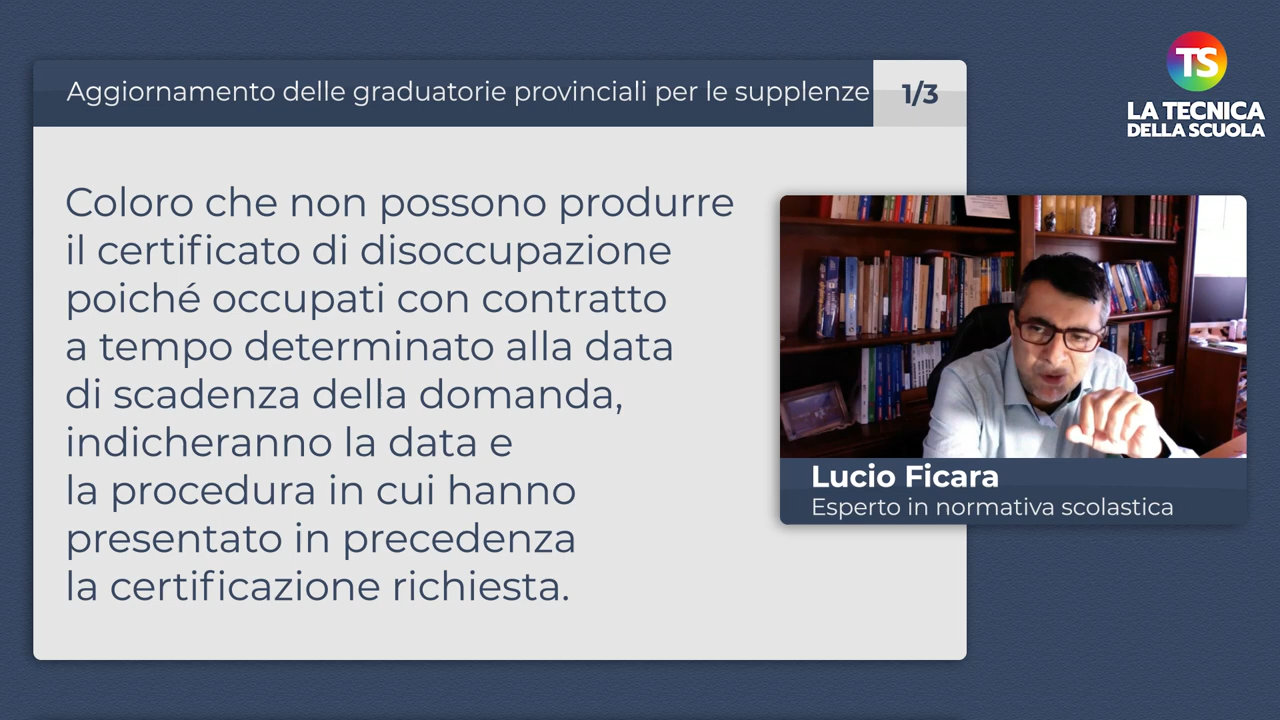 Aggiornamento delle graduatorie provinciali per le supplenze
1/3
Coloro che non possono produrre
il certificato di disoccupazione
poiché occupati con contratto
a tempo determinato alla data
di scadenza della domanda,
indicheranno la data e
la procedura in cui hanno
presentato in precedenza
la certificazione richiesta.
TS
LA TECNICA
DELLA SCUOLA
Lucio Ficara
Esperto in normativa scolastica